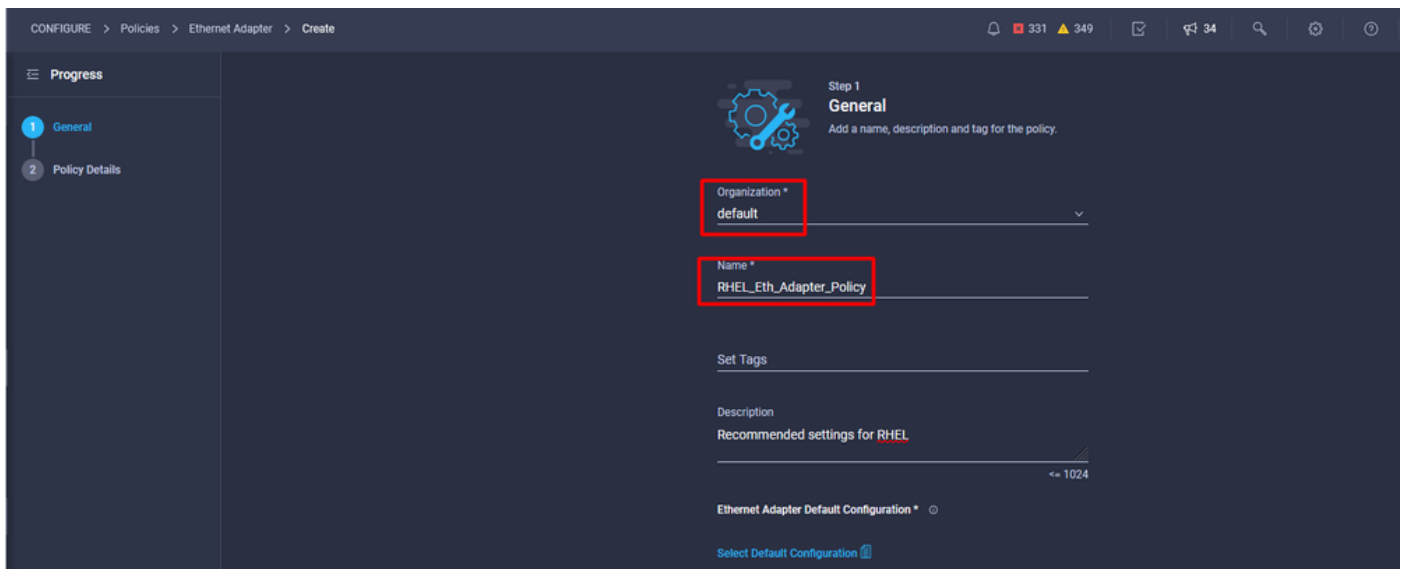 CONFIGURE > Policies > Ethernet Adapter > Create
331 349 34
Progress
1 General
2 Policy Details
Step 1
General
Add a name, description and tag for the policy.
Organization *
default
Name *
RHEL_Eth_Adapter_Policy
Set Tags
Description
Recommended settings for RHEL
<= 1024
Ethernet Adapter Default Configuration *
Select Default Configuration